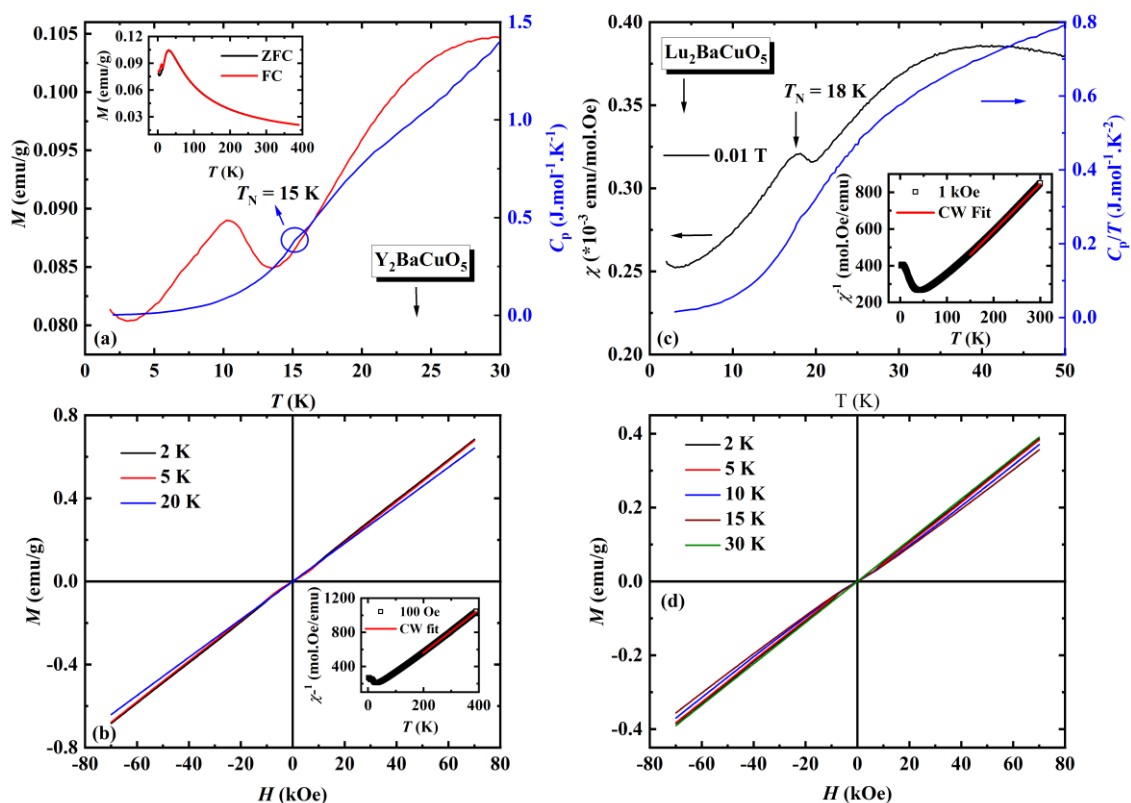 0.105
0.100
0.095
0.090
0.085
0.080
M (emu/g)
0.12
0.09
0.06
0.03
M (emu/g)
ZFC
FC
0 100 200 300 400
T (K)
T_N = 15 K
Y₂BaCuO₅
(a)
0 5 10 15 20 25 30
T (K)
1.5
1.0
0.5
0.0
C_p (J.mol⁻¹.K⁻¹)
0.40
0.35
0.30
0.25
0.20
χ (*10⁻³ emu/mol.Oe)
Lu₂BaCuO₅
T_N = 18 K
0.01 T
800
600
400
200
χ⁻¹ (mol.Oe/emu)
1 kOe
CW Fit
0 100 200 300
T (K)
(c)
0 10 20 30 40 50
T (K)
0.8
0.6
0.4
0.2
0.0
C_p/T (J.mol⁻¹.K⁻²)
0.8
0.4
0.0
-0.4
-0.8
M (emu/g)
2 K
5 K
20 K
1200
800
400
χ⁻¹ (mol.Oe/emu)
100 Oe
CW fit
0 100 200 300 400
T (K)
(b)
-80 -60 -40 -20 0 20 40 60 80
H (kOe)
0.4
0.2
0.0
-0.2
-0.4
M (emu/g)
2 K
5 K
10 K
15 K
30 K
(d)
-80 -60 -40 -20 0 20 40 60 80
H (kOe)